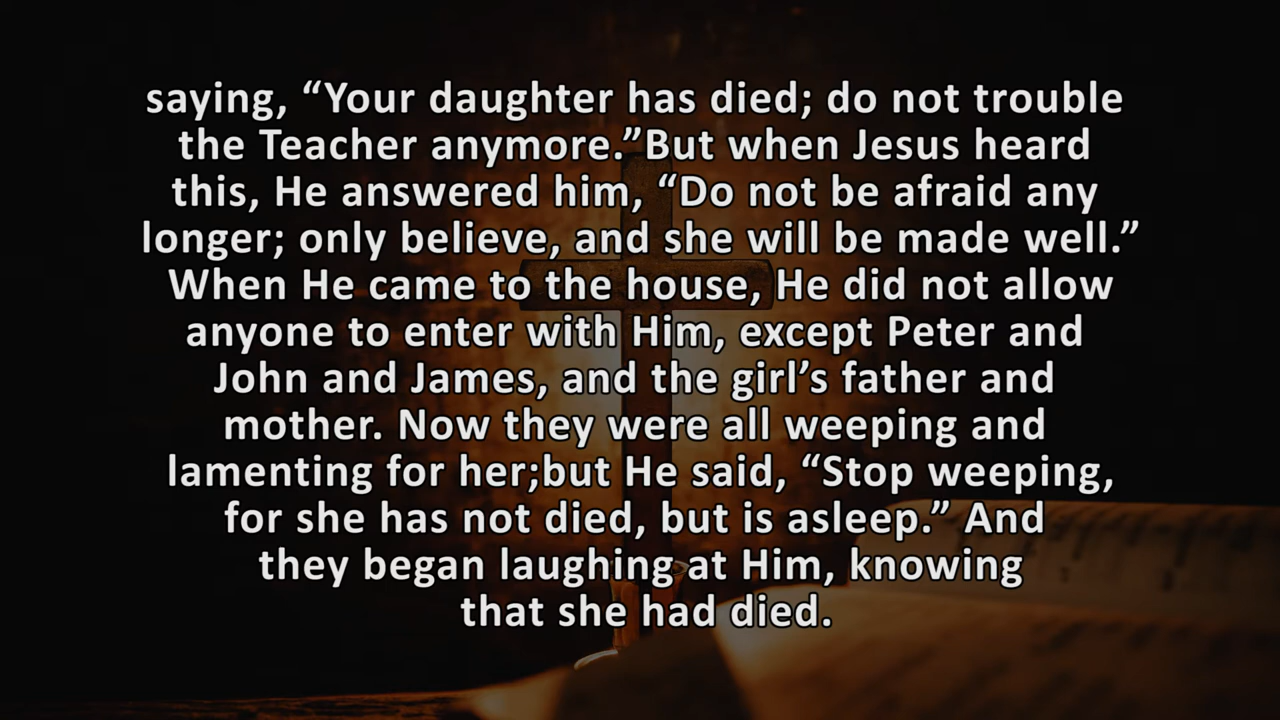 saying, “Your daughter has died; do not trouble
the Teacher anymore.”But when Jesus heard
this, He answered him, “Do not be afraid any
longer; only believe, and she will be made well.”
When He came to the house, He did not allow
anyone to enter with Him, except Peter and
John and James, and the girl’s father and
mother. Now they were all weeping and
lamenting for her;but He said, “Stop weeping,
for she has not died, but is asleep.” And
they began laughing at Him, knowing
that she had died.